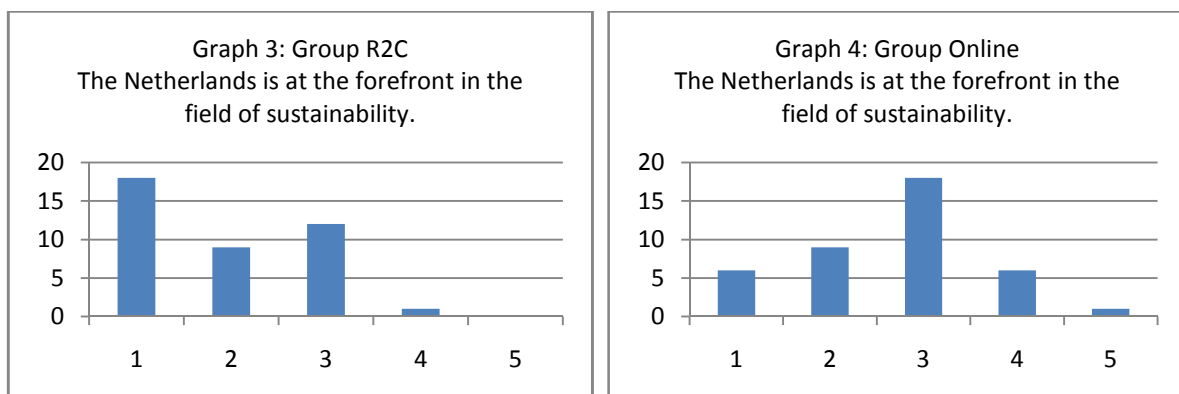 Graph 3: Group R2C
The Netherlands is at the forefront in the
field of sustainability.
20
15
10
5
0
1 2 3 4 5
Graph 4: Group Online
The Netherlands is at the forefront in the
field of sustainability.
20
15
10
5
0
1 2 3 4 5